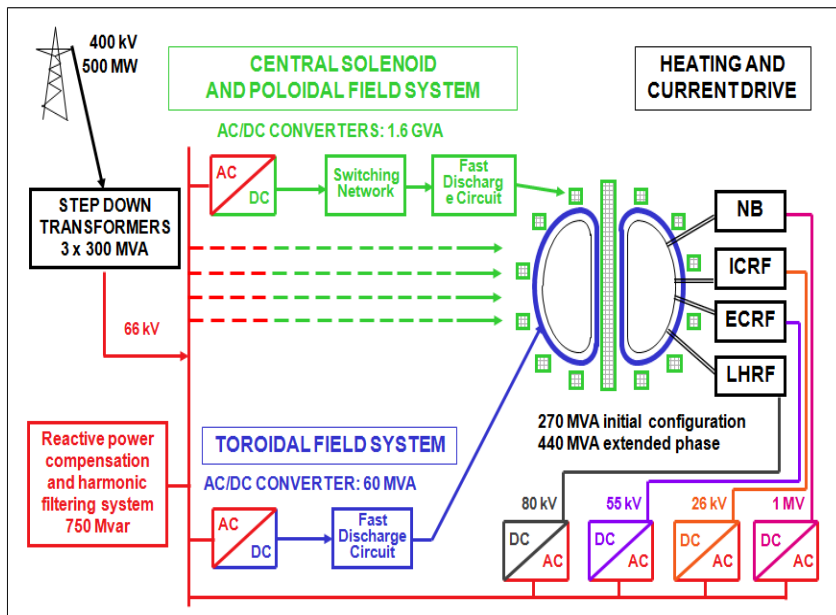 400 kV
500 MW
CENTRAL SOLENOID
AND POLOIDAL FIELD SYSTEM
HEATING AND
CURRENT DRIVE
AC/DC CONVERTERS: 1.6 GVA
AC
DC
Switching
Network
Fast
Discharg
e Circuit
STEP DOWN
TRANSFORMERS
3 x 300 MVA
NB
ICRF
ECRF
LHRF
66 kV
270 MVA initial configuration
440 MVA extended phase
Reactive power
compensation
and harmonic
filtering system
750 Mvar
TOROIDAL FIELD SYSTEM
AC/DC CONVERTER: 60 MVA
AC
DC
Fast
Discharge
Circuit
80 kV
55 kV
26 kV
1 MV
DC
AC
DC
AC
DC
AC
DC
AC